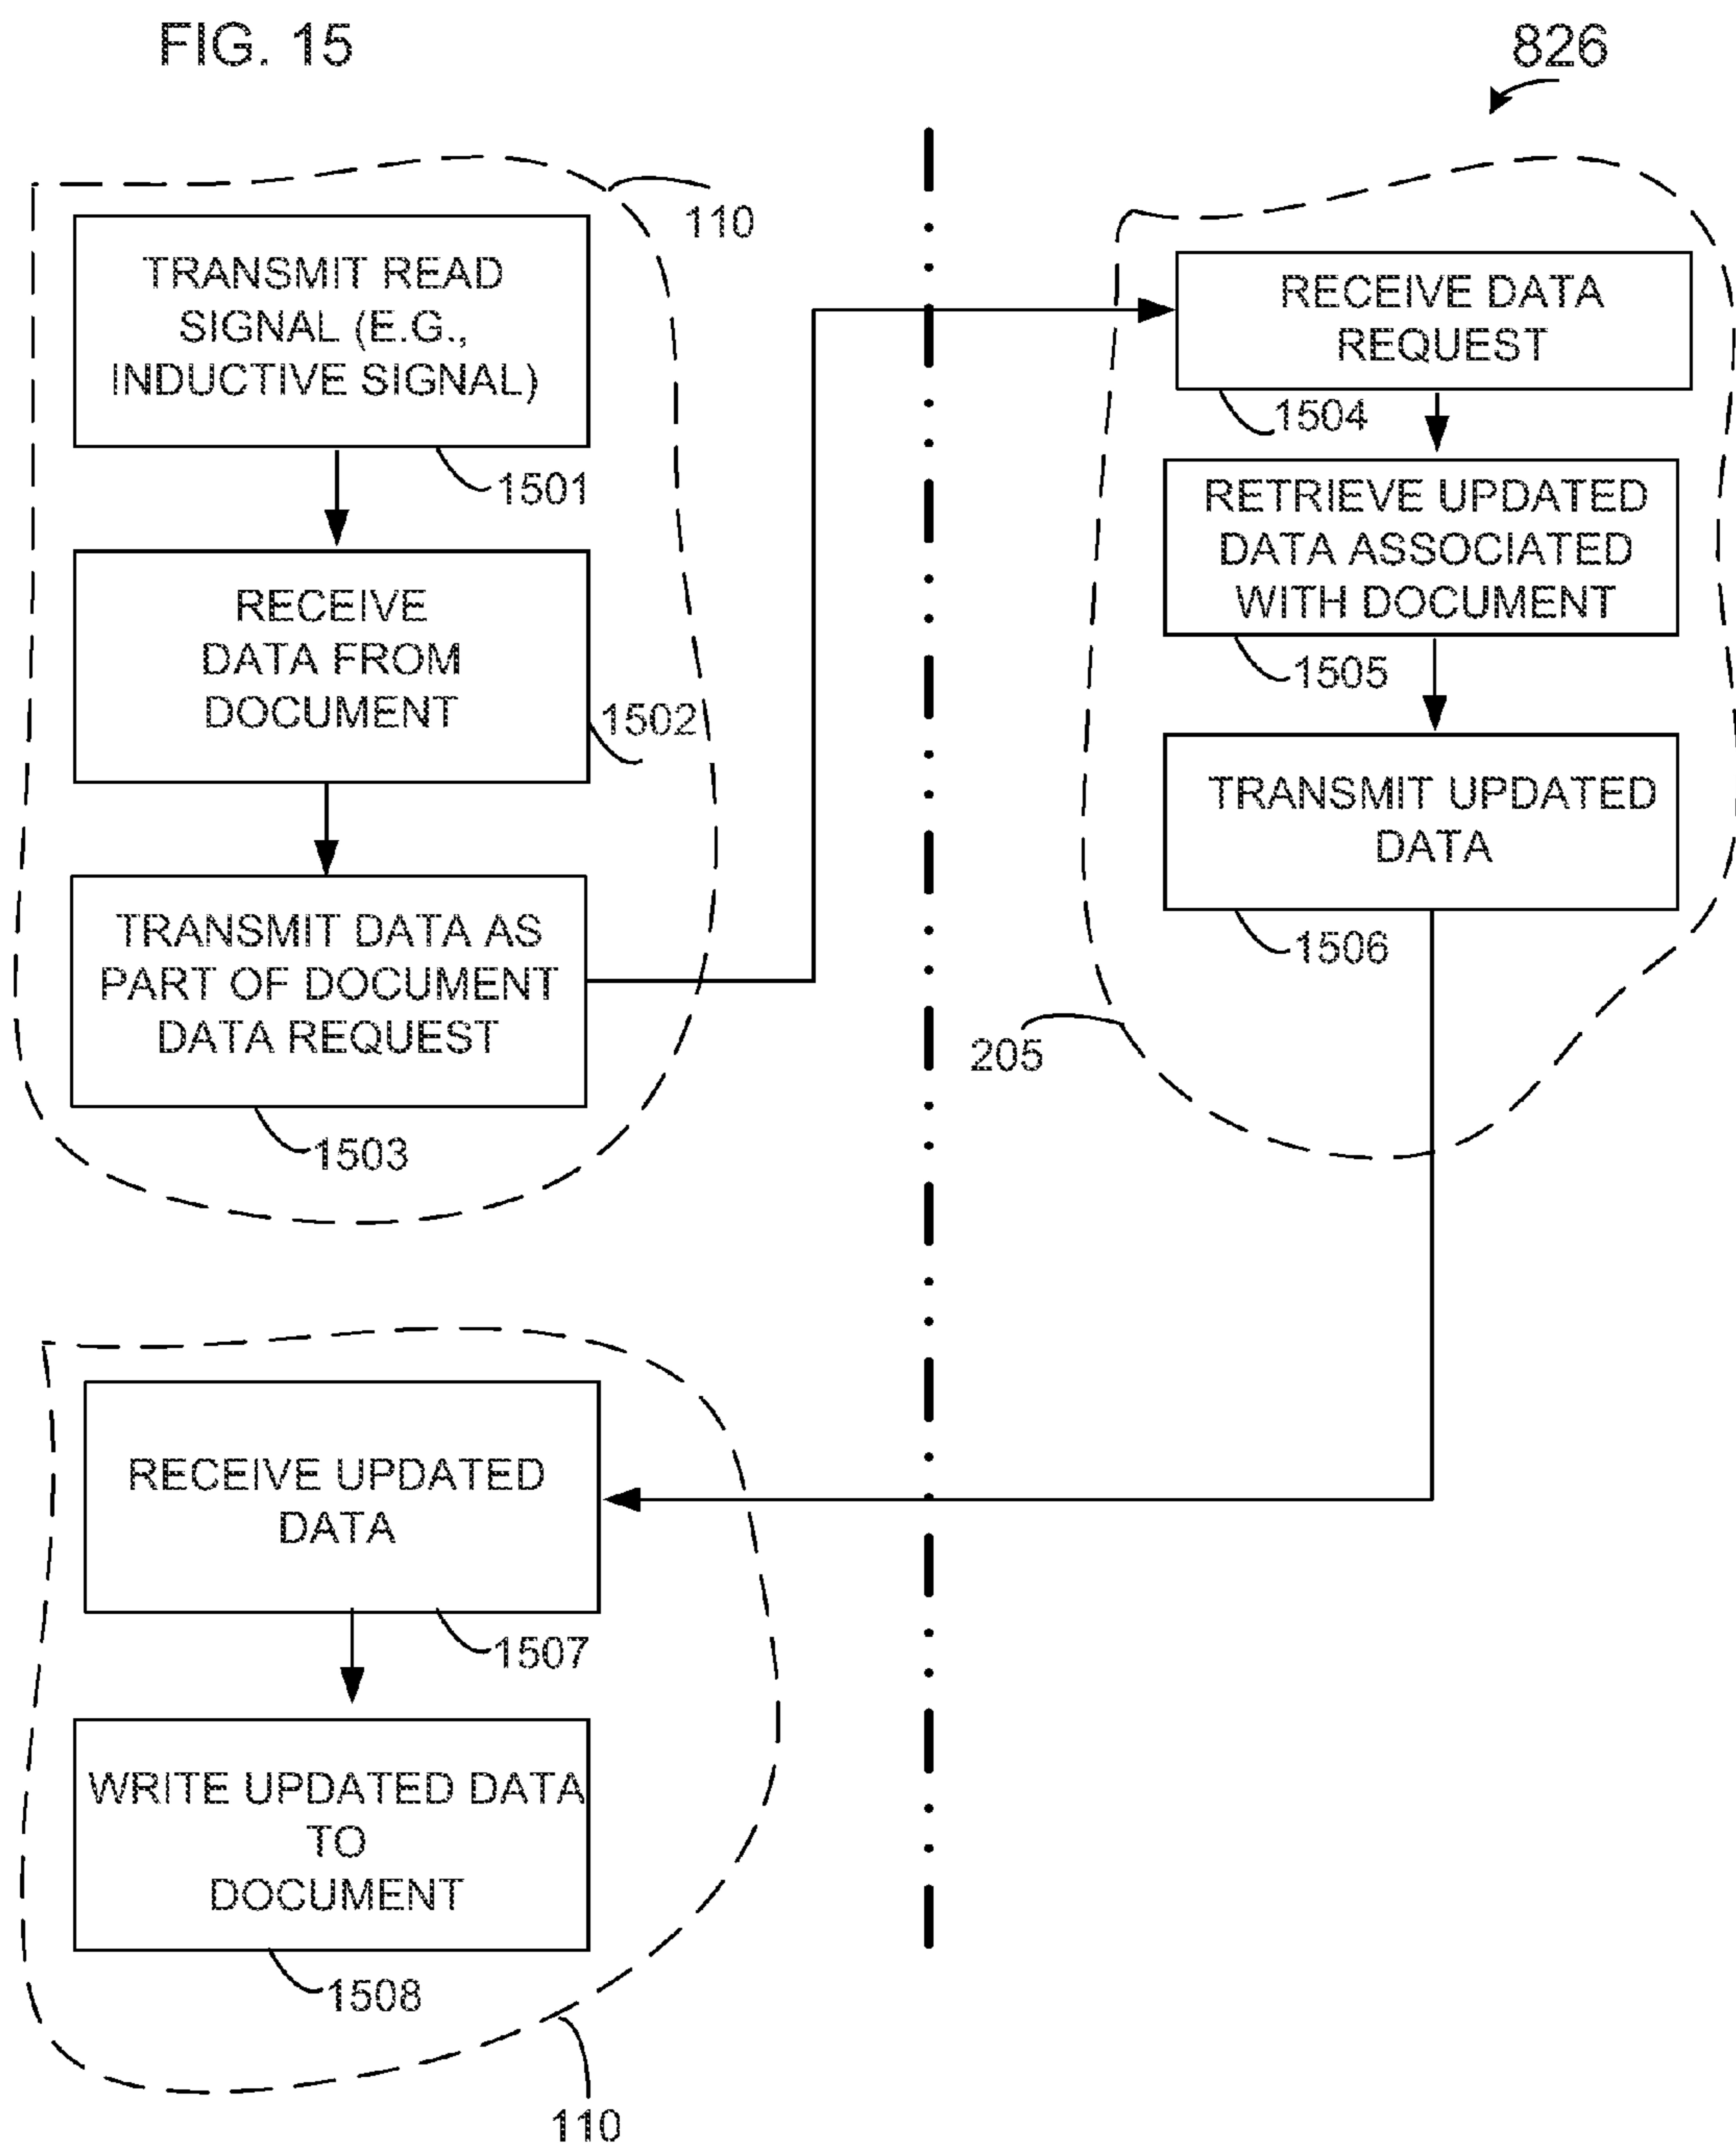 FIG. 15
826
110
TRANSMIT READ
SIGNAL (E.G.,
INDUCTIVE SIGNAL)
1501
RECEIVE
DATA FROM
DOCUMENT
1502
TRANSMIT DATA AS
PART OF DOCUMENT
DATA REQUEST
1503
RECEIVE DATA
REQUEST
1504
RETRIEVE UPDATED
DATA ASSOCIATED
WITH DOCUMENT
1505
TRANSMIT UPDATED
DATA
1506
205
RECEIVE UPDATED
DATA
1507
WRITE UPDATED DATA
TO
DOCUMENT
1508
110